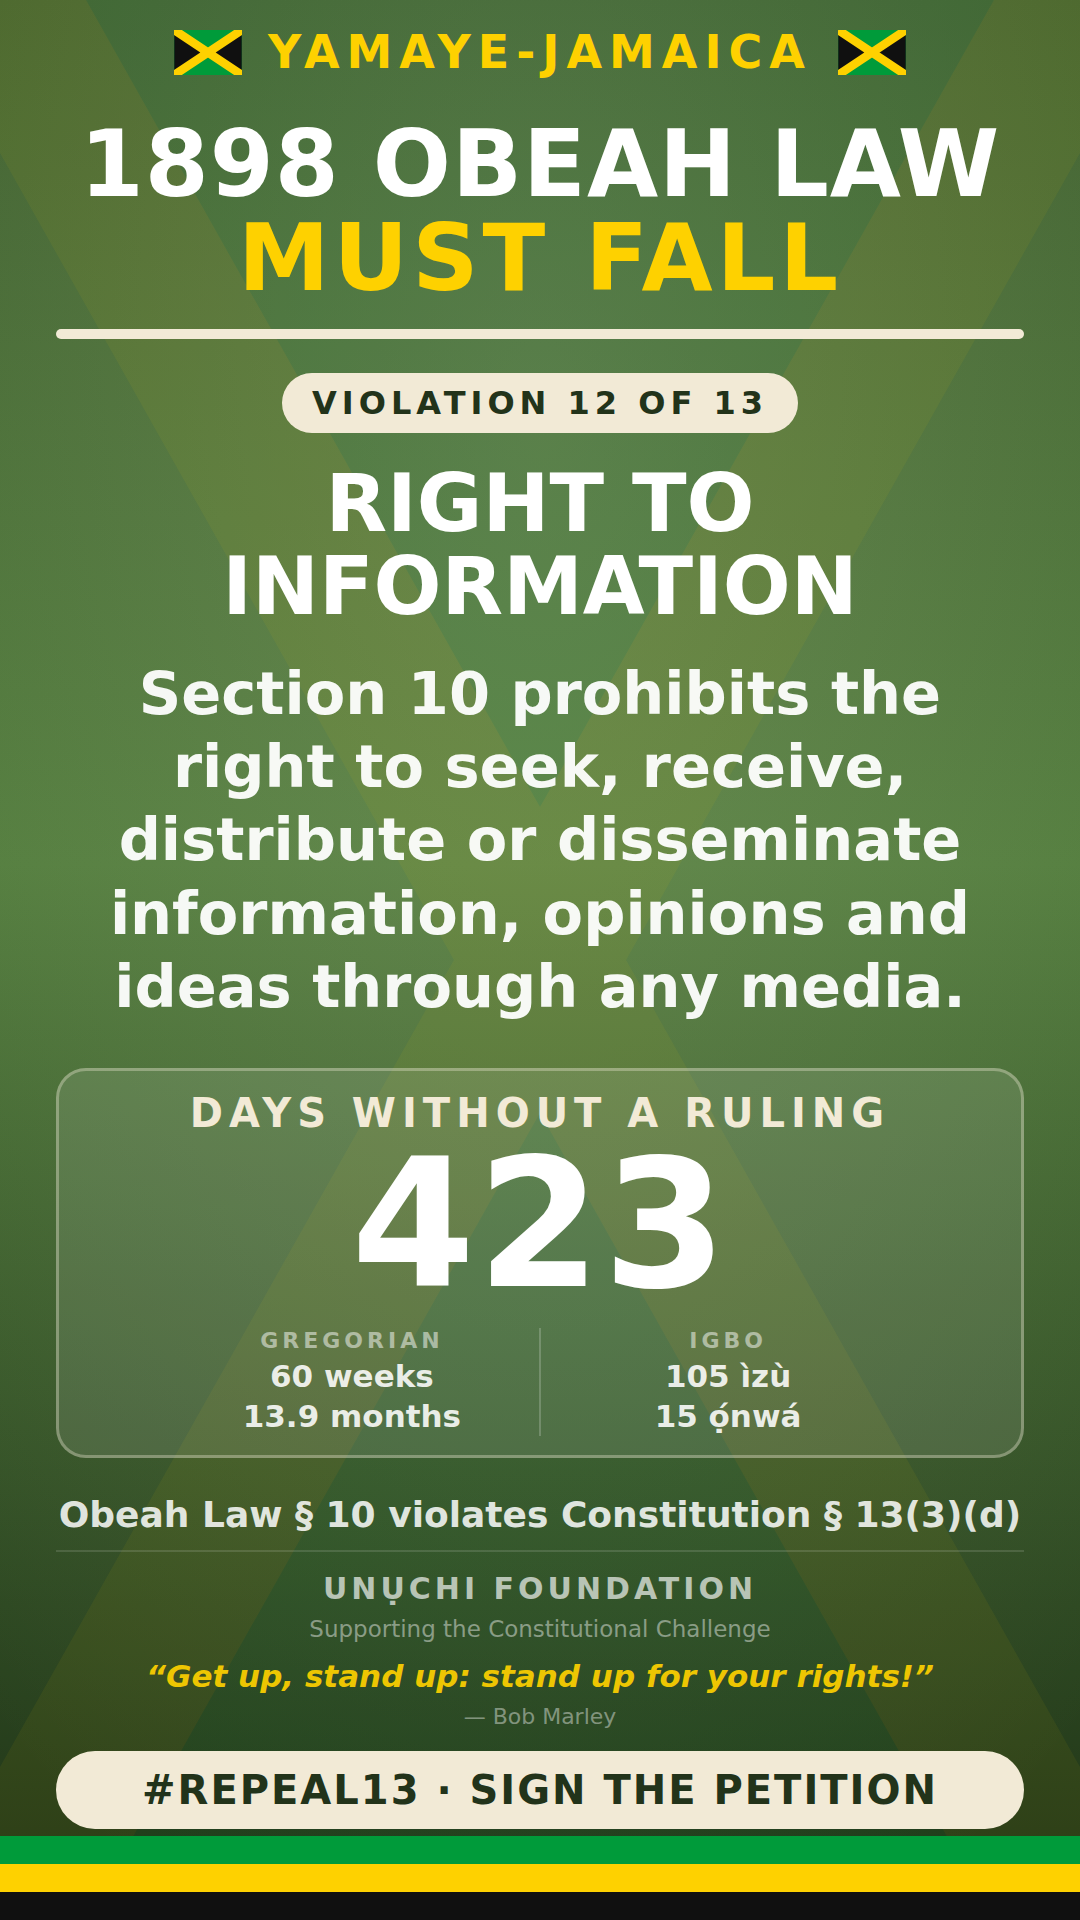 YAMAYE-JAMAICA
1898 OBEAH LAW
MUST FALL
VIOLATION 12 OF 13
RIGHT TO
INFORMATION
Section 10 prohibits the
right to seek, receive,
distribute or disseminate
information, opinions and
ideas through any media.
DAYS WITHOUT A RULING
423
GREGORIAN
60 weeks
13.9 months
IGBO
105 ìzù
15 ọ́nwá
Obeah Law § 10 violates Constitution § 13(3)(d)
UNỤCHI FOUNDATION
Supporting the Constitutional Challenge
“Get up, stand up: stand up for your rights!”
— Bob Marley
#REPEAL13 · SIGN THE PETITION